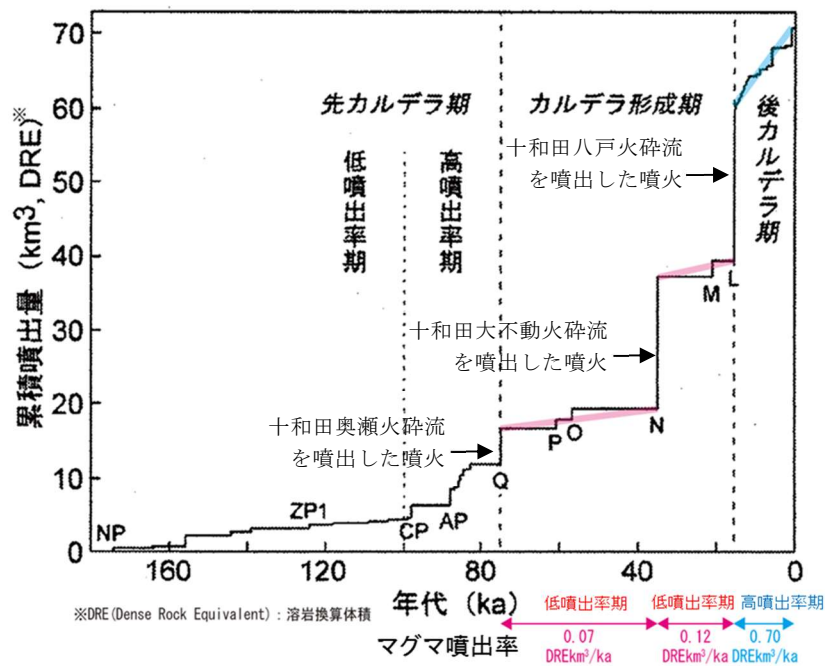 累積噴出量 (km3, DRE)※
70
60
50
40
30
20
10
0
先カルデラ期
カルデラ形成期
後カルデラ期
低噴出率期
高噴出率期
十和田八戸火砕流
を噴出した噴火
十和田大不動火砕流
を噴出した噴火
十和田奥瀬火砕流
を噴出した噴火
NP
ZP1
CP
AP
Q
P
O
N
M
L
160
120
80
40
0
年代 (ka)
※DRE(Dense Rock Equivalent) : 溶岩換算体積
マグマ噴出率
低噴出率期
低噴出率期
高噴出率期
0.07
DREkm³/ka
0.12
DREkm³/ka
0.70
DREkm³/ka